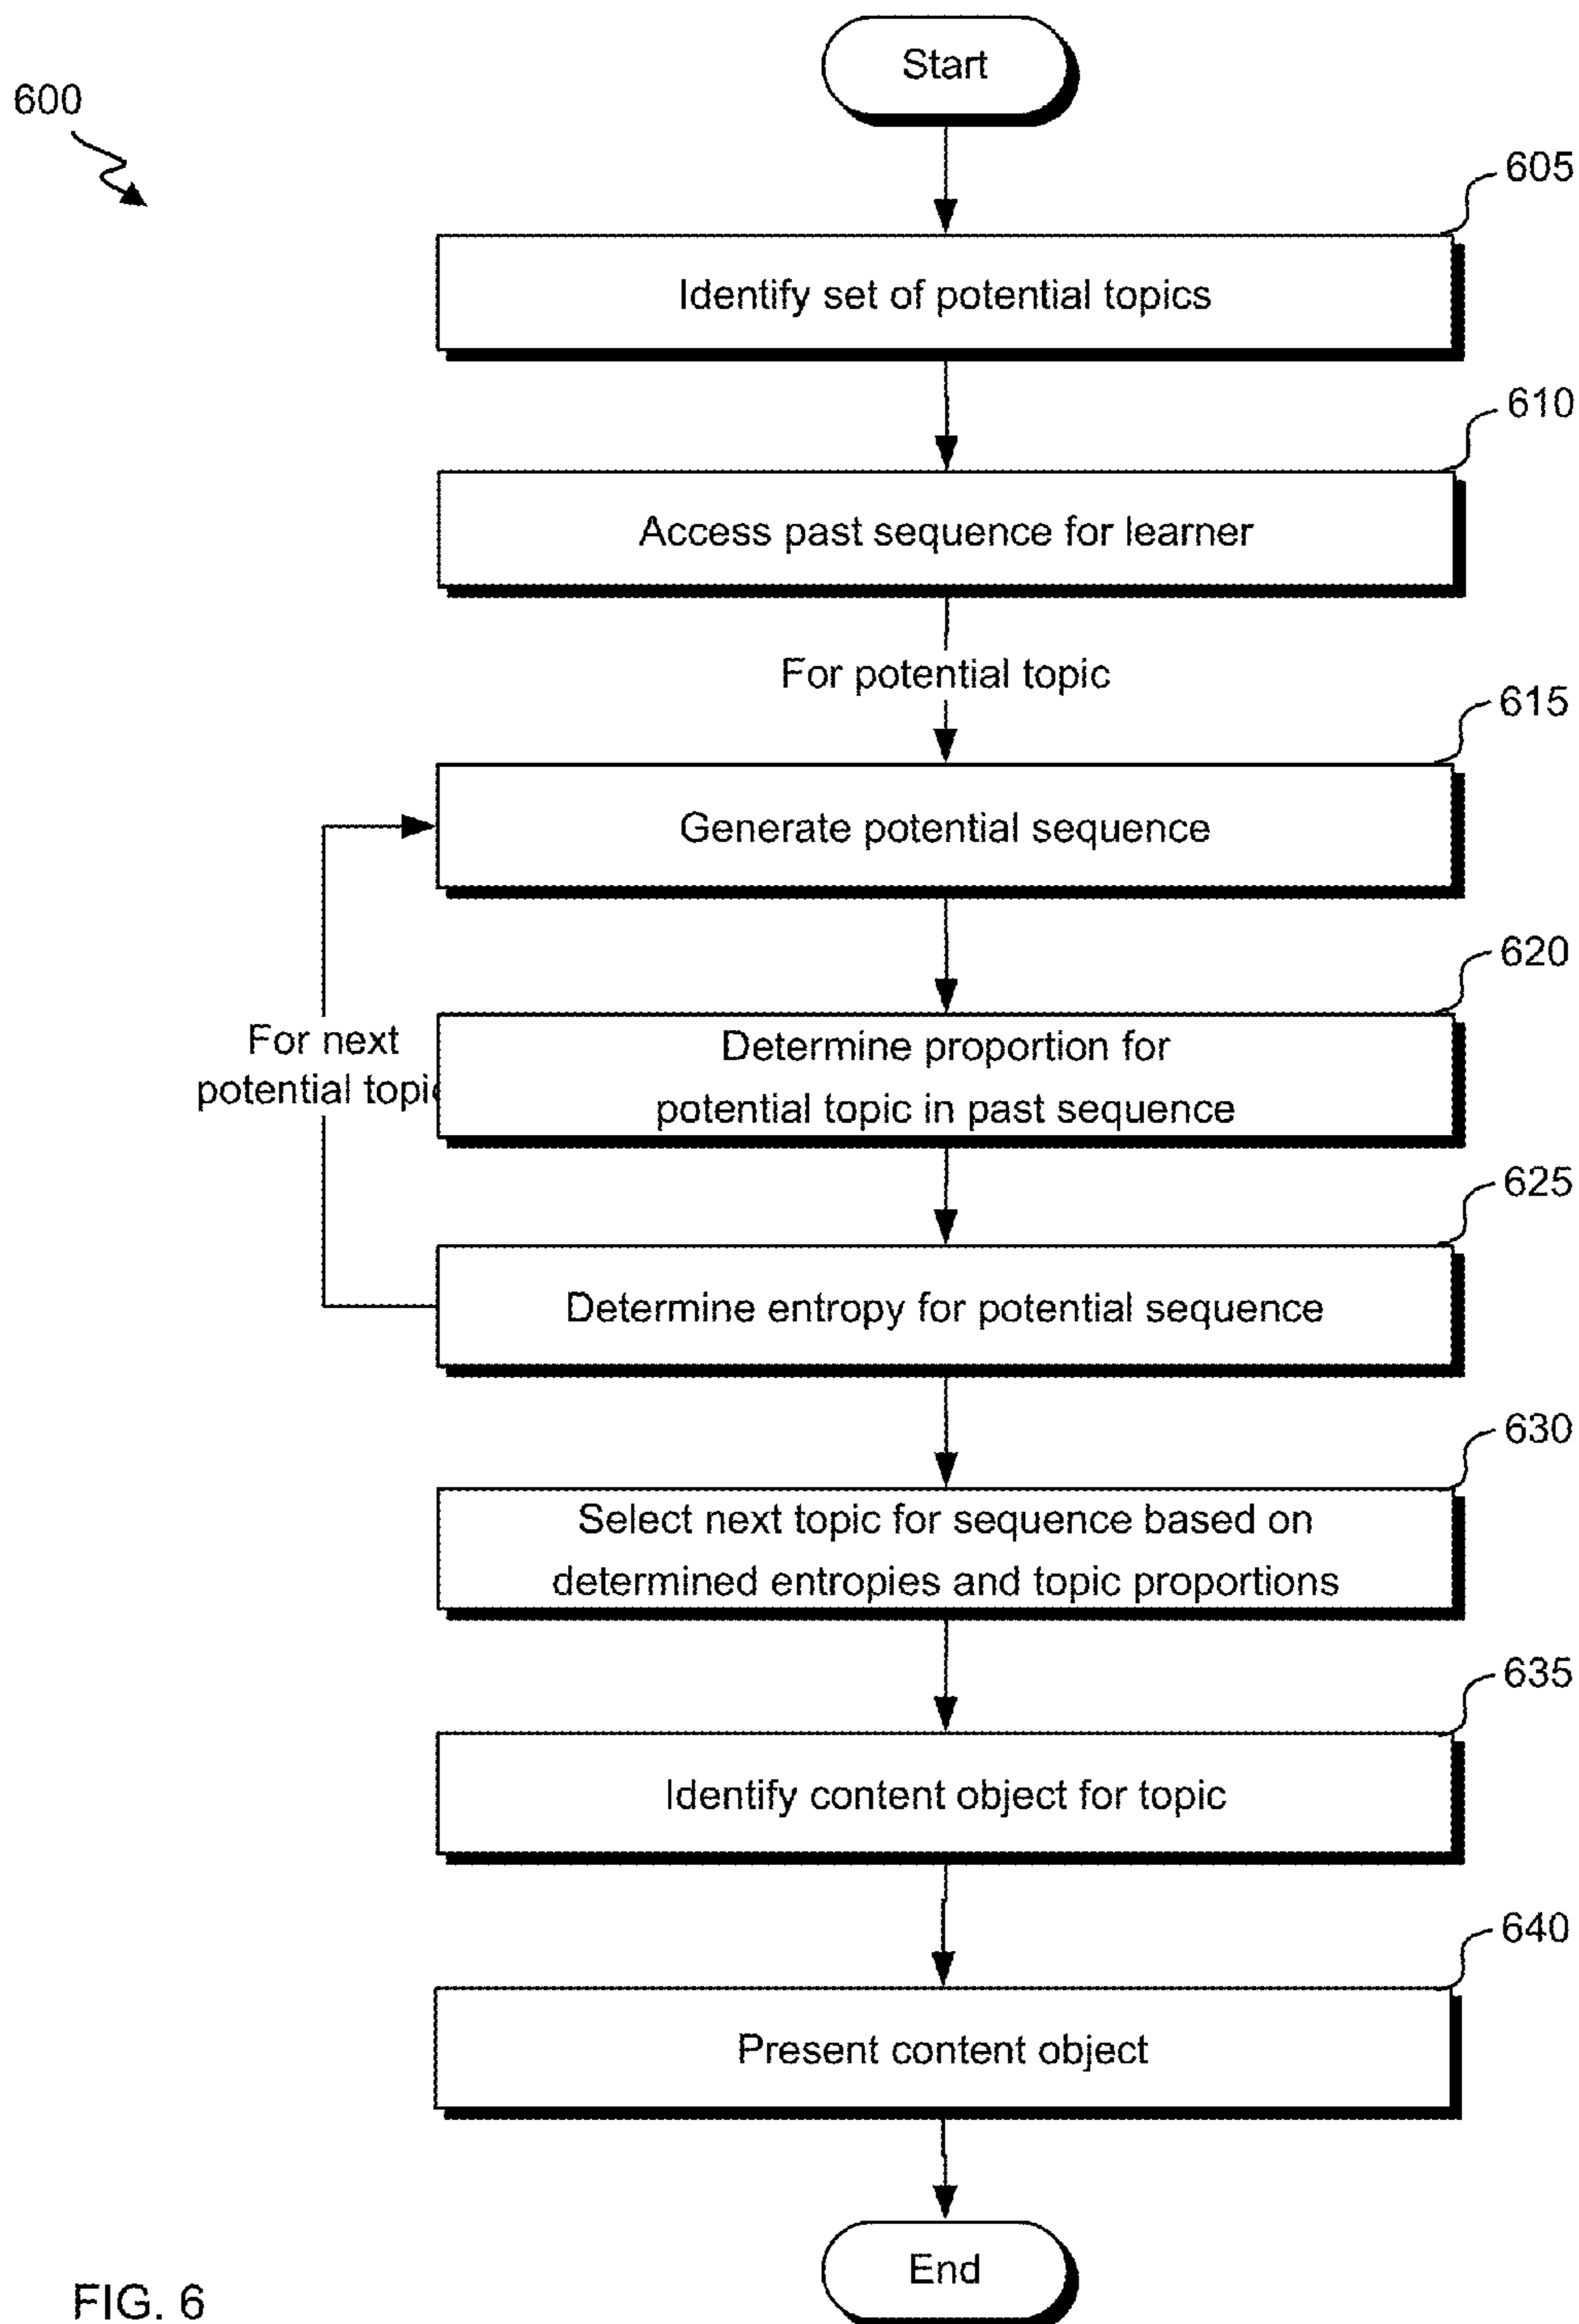 Start
600
605
Identify set of potential topics
610
Access past sequence for learner
For potential topic
615
Generate potential sequence
620
For next
potential topic
Determine proportion for
potential topic in past sequence
625
Determine entropy for potential sequence
630
Select next topic for sequence based on
determined entropies and topic proportions
635
Identify content object for topic
640
Present content object
End
FIG. 6